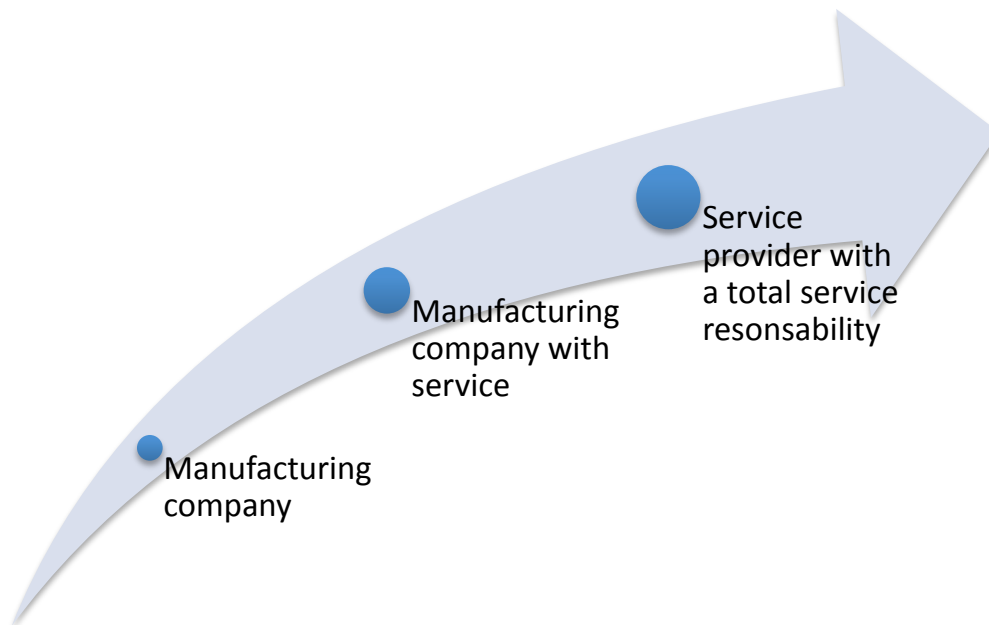 Service
provider with
a total service
resonsability
Manufacturing
company with
service
Manufacturing
company